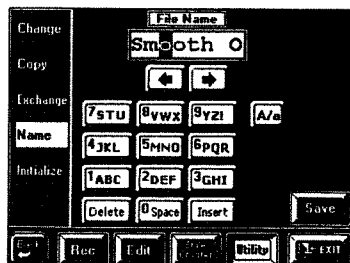 File Name
Smooth O
Change
Copy
Exchange
Name
Initialize
7STU 8VWX 9YZ! A/a
4JKL 5MNO 6PQR
1ABC 2DEF 3GHI
Delete 0Space Insert
Save
Rec Edit Utility EXIT